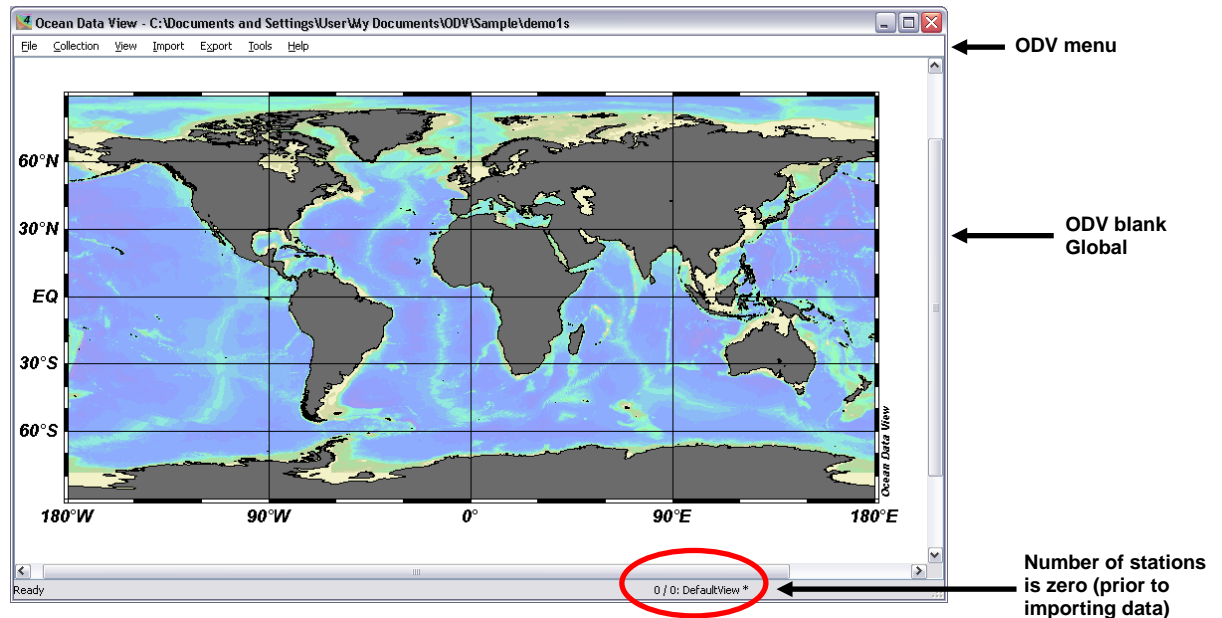 Ocean Data View - C:\Documents and Settings\User\My Documents\ODV\Sample\demo1s
File Collection View Import Export Tools Help
ODV menu
60°N
30°N
EQ
30°S
60°S
180°W 90°W 0° 90°E 180°E
Ocean Data View
ODV blank
Global
Ready
0 / 0: DefaultView *
Number of stations
is zero (prior to
importing data)